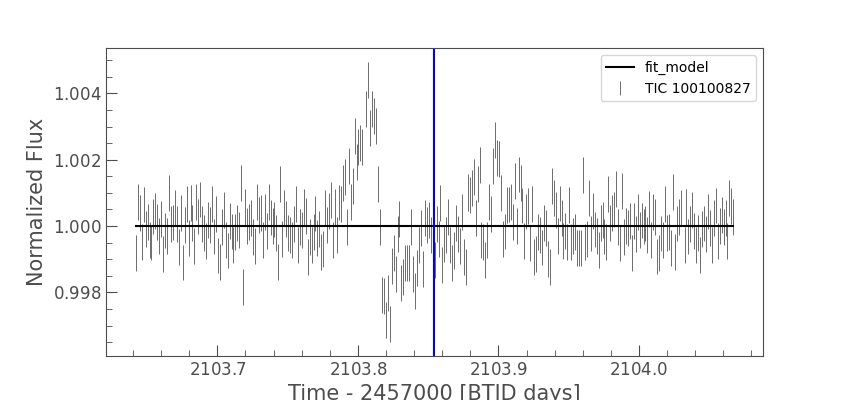 1.004
1.002
1.000
0.998
Normalized Flux
fit_model
TIC 100100827
2103.7
2103.8
2103.9
2104.0
Time - 2457000 [BTJD days]